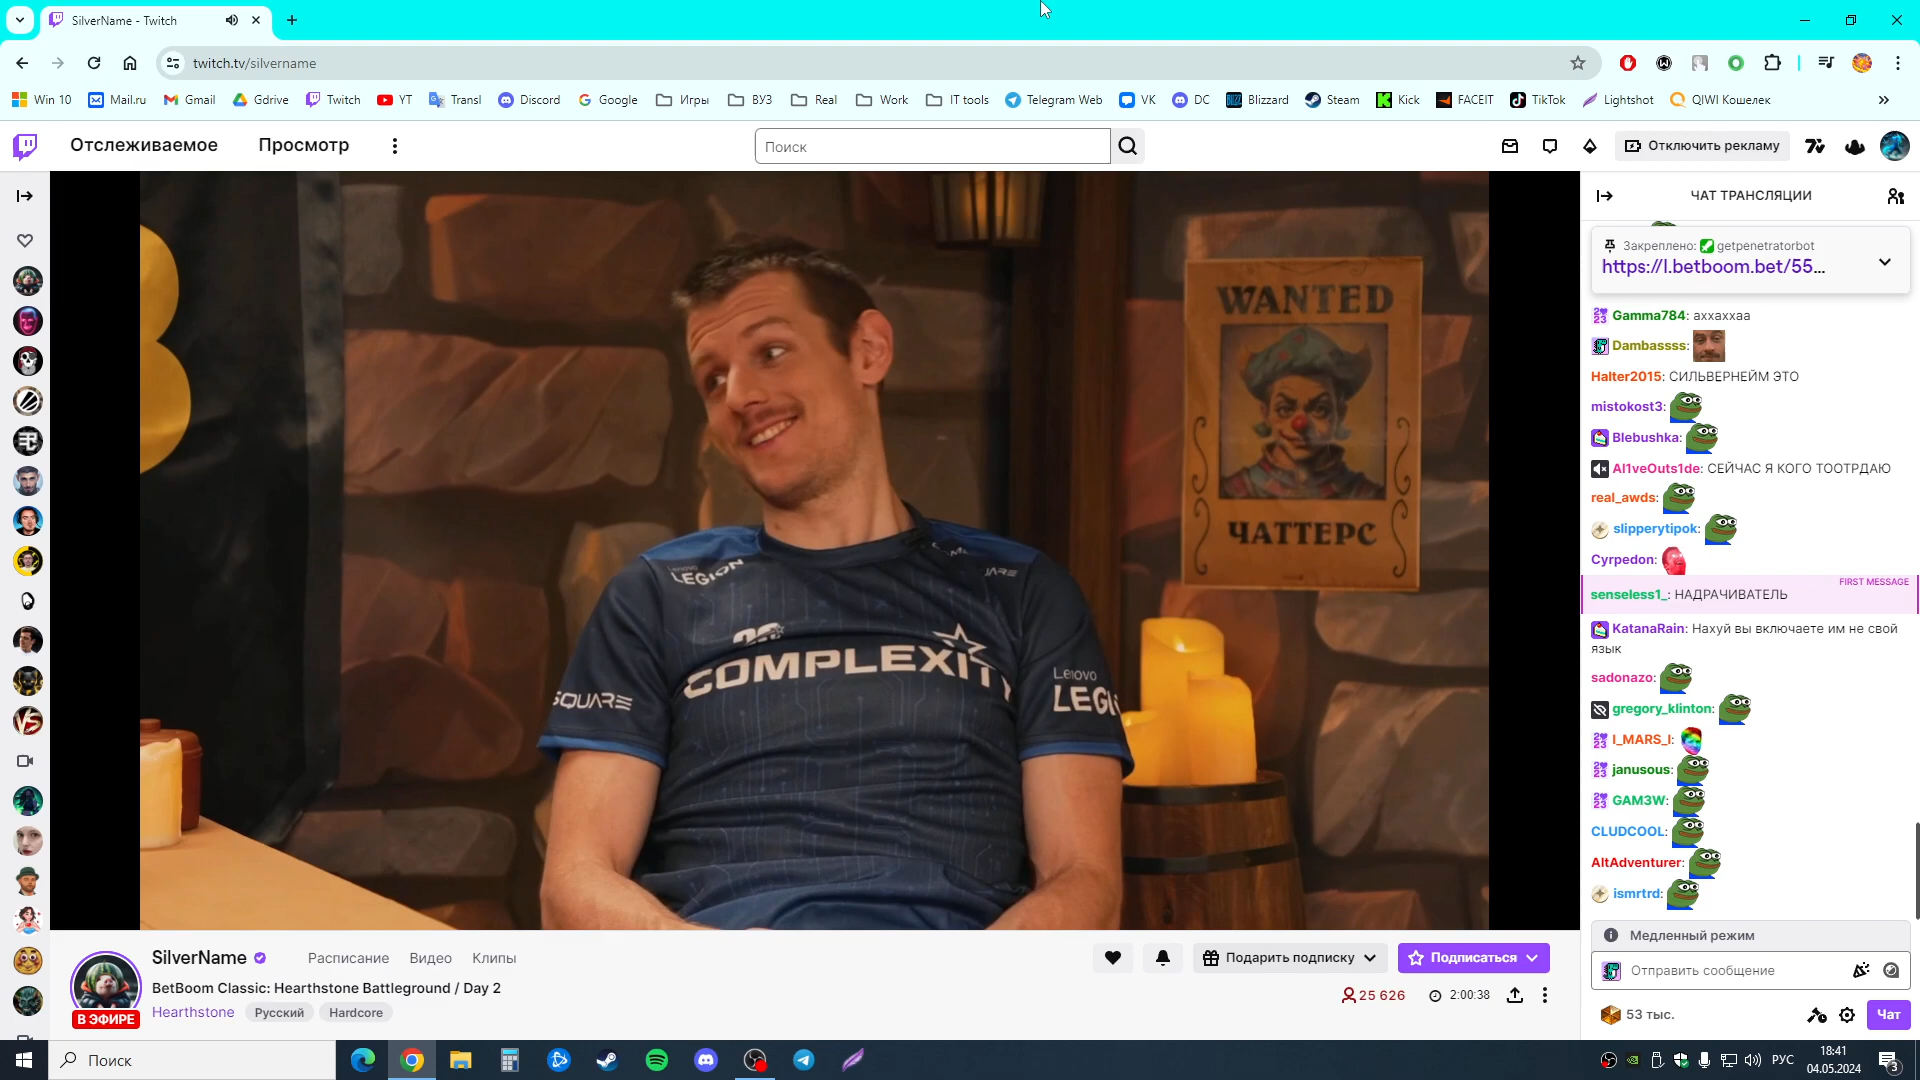 SilverName - Twitch
twitch.tv/silvername
Win 10
Mail.ru
Gmail
Gdrive
Twitch
YT
Transl
Discord
Google
Игры
ВУЗ
Real
Work
IT tools
Telegram Web
VK
DC
Blizzard
Steam
Kick
FACEIT
TikTok
Lightshot
QIWI Кошелек
Отслеживаемое
Просмотр
Поиск
Отключить рекламу
WANTED
ЧАТТЕРС
Lenovo
LEGION
COMPLEXIT
SQUARE
Lenovo
LEGI
ЧАТ ТРАНСЛЯЦИИ
Закреплено: getpenetratorbot
https://l.betboom.bet/55...
Gamma784: аххаххаа
Dambassss:
Halter2015: СИЛЬВЕРНЕЙМ ЭТО
mistokost3:
Blebushka:
Al1veOuts1de: СЕЙЧАС Я КОГО ТООТРДАЮ
real_awds:
slipperytipok:
Cyrpedon:
FIRST MESSAGE
senseless1_: НАДРАЧИВАТЕЛЬ
KatanaRain: Нахуй вы включаете им не свой
язык
sadonazo:
gregory_klinton:
I_MARS_I:
janusous:
GAM3W:
CLUDCOOL:
AltAdventurer:
ismrtrd:
Медленный режим
Отправить сообщение
53 тыс.
Чат
SilverName
Расписание
Видео
Клипы
Подарить подписку
Подписаться
BetBoom Classic: Hearthstone Battleground / Day 2
25 626
2:00:38
В ЭФИРЕ
Hearthstone
Русский
Hardcore
Поиск
РУС
18:41
04.05.2024
3